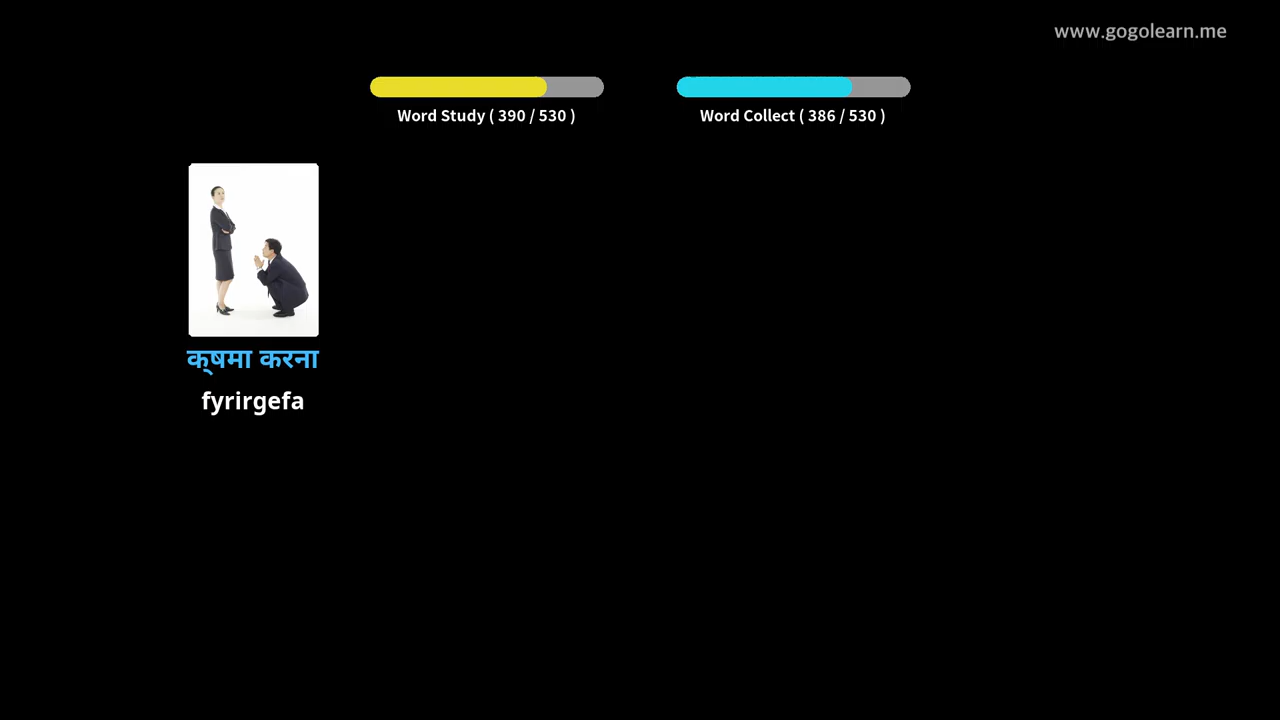 www.gogolearn.me
Word Study ( 390 / 530 )
Word Collect ( 386 / 530 )
क्षमा करना
fyrirgefa